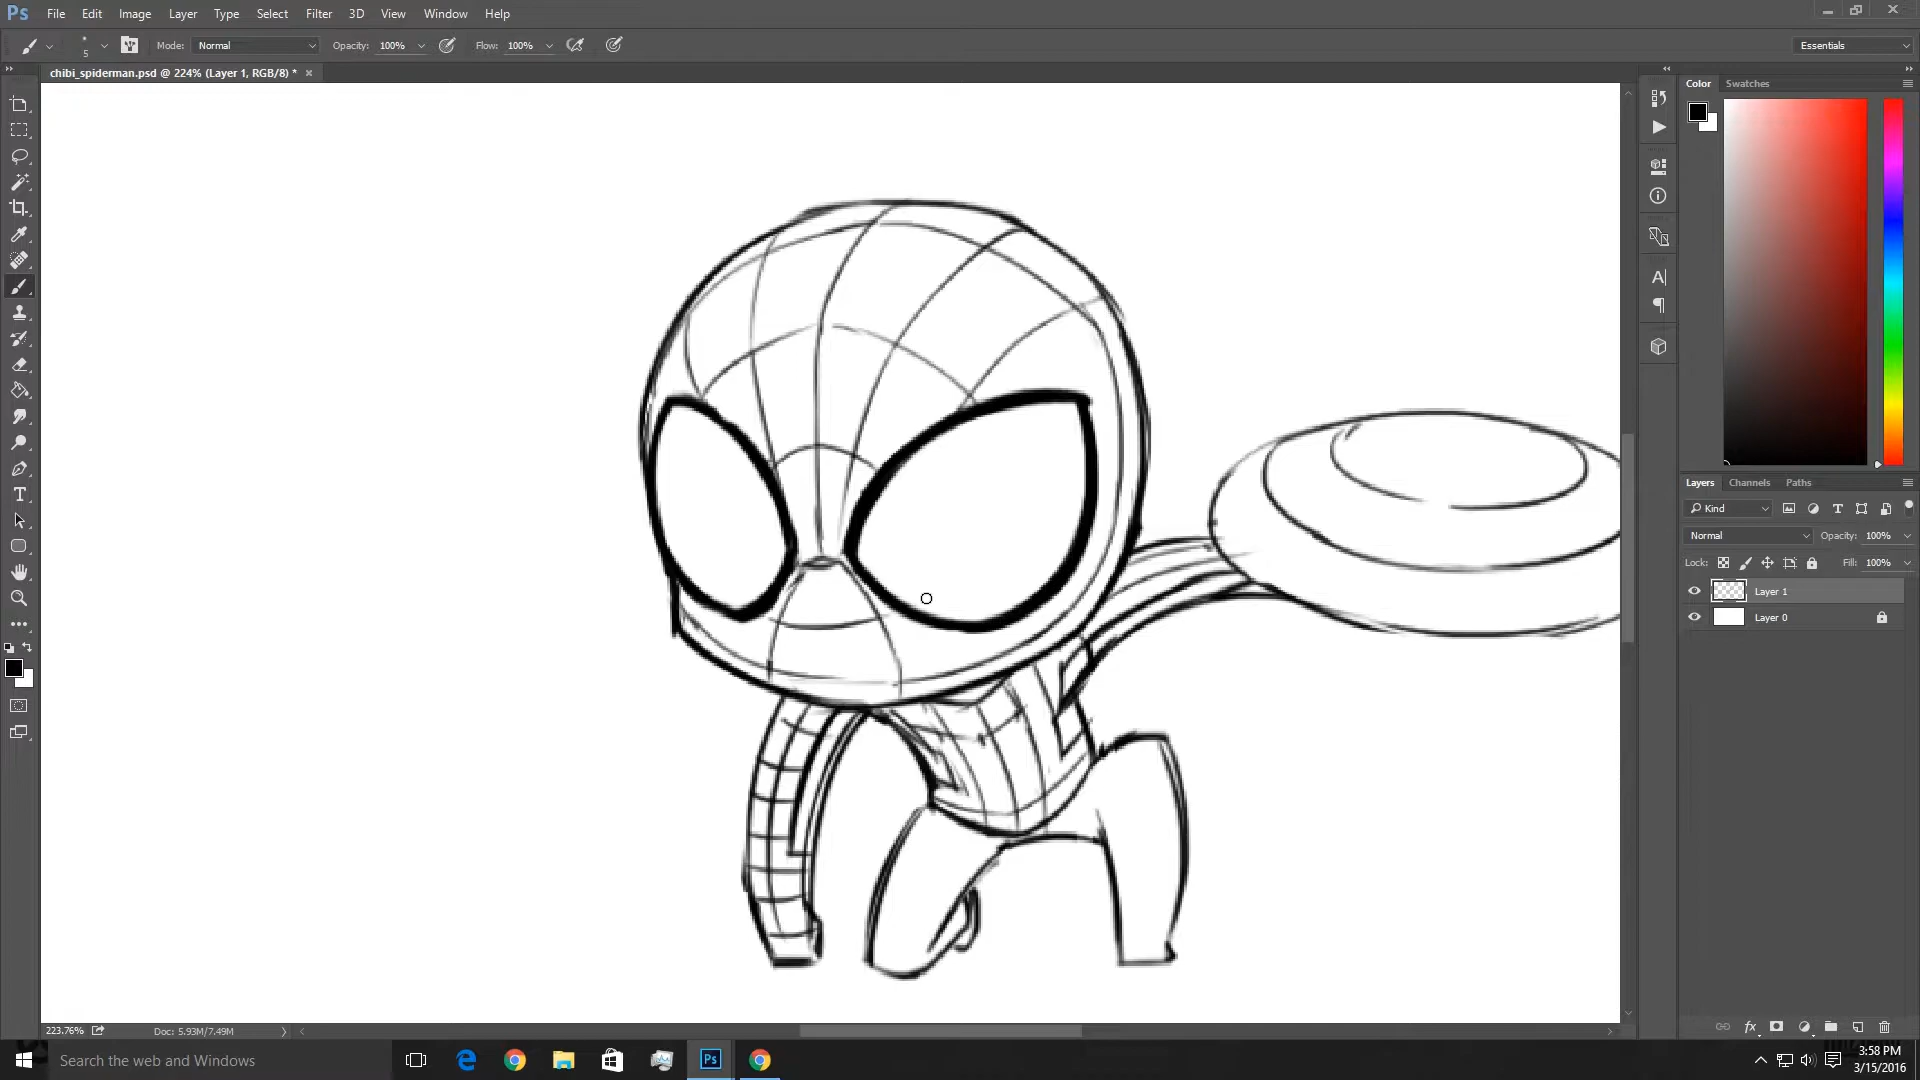 Ps File Edit Image Layer Type Select Filter 3D View Window Help
5 Mode: Normal Opacity: 100% Flow: 100% Essentials
chibi_spiderman.psd @ 224% (Layer 1, RGB/8) * ×
Color Swatches
Layers Channels Paths
Kind
Normal Opacity: 100%
Lock: Fill: 100%
Layer 1
Layer 0
223.76% Doc: 5.93M/7.49M
Search the web and Windows
Ps
3:58 PM
3/15/2016